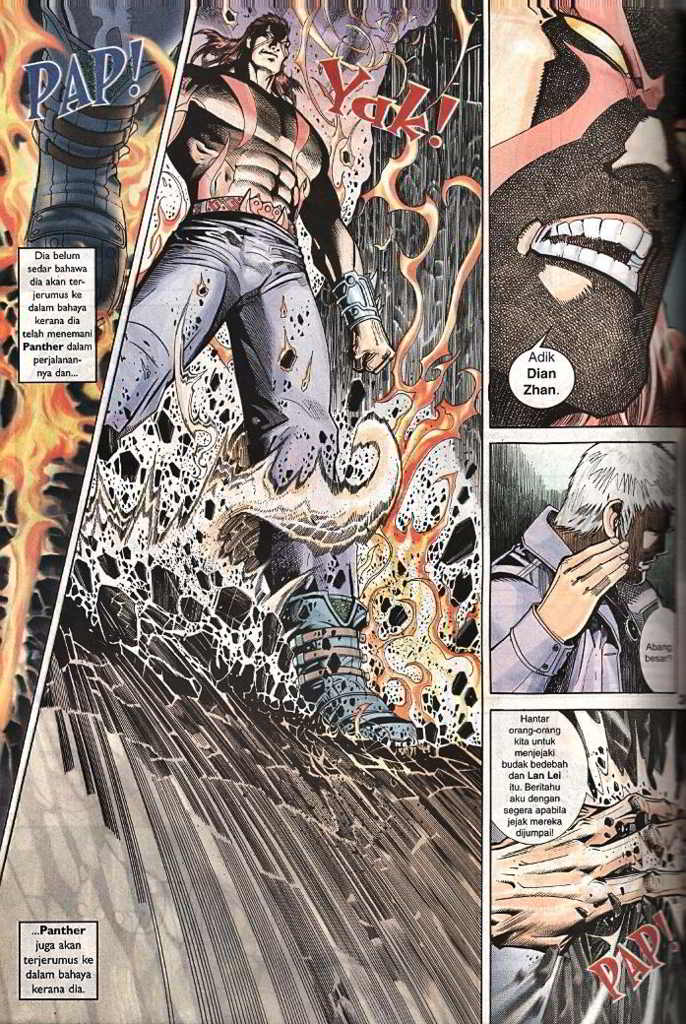 PAP!
Dia belum
sedar bahawa
dia akan ter-
jerumus ke
dalam bahaya
kerana dia
telah menemani
Panther dalam
perjalanan-
nya dan...
Yak!
...Panther
juga akan
terjerumus ke
dalam bahaya
kerana dia.
Adik
Dian
Zhan.
Abang
besar!
Hantar
orang-orang
kita untuk
menjejaki
budak bedebah
dan Lan Lei
itu. Beritahu
aku dengan
segera apabila
jejak mereka
dijumpai!
PAP!